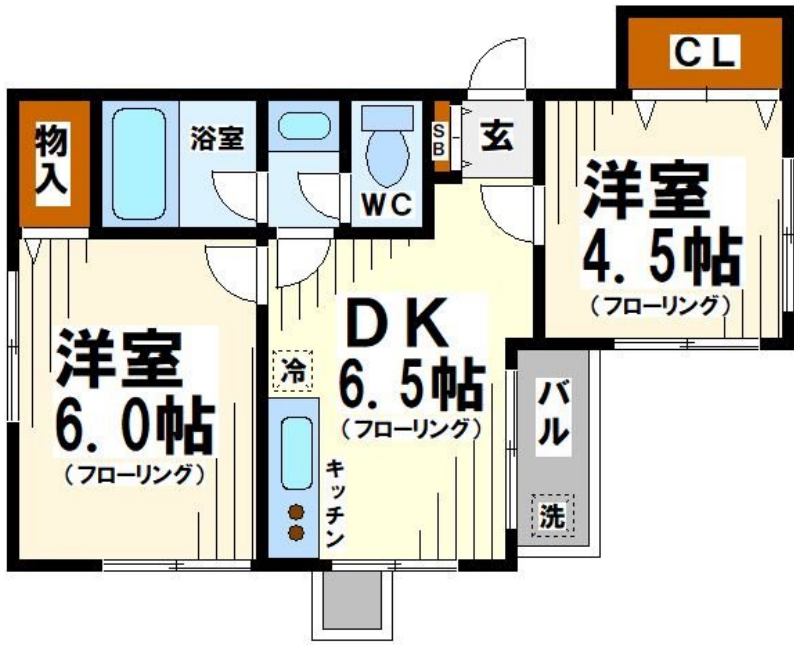 CL
物入
浴室
WC
SB
玄
洋室
4.5帖
(フローリング)
洋室
6.0帖
(フローリング)
DK
6.5帖
(フローリング)
冷
キッチン
バル
洗